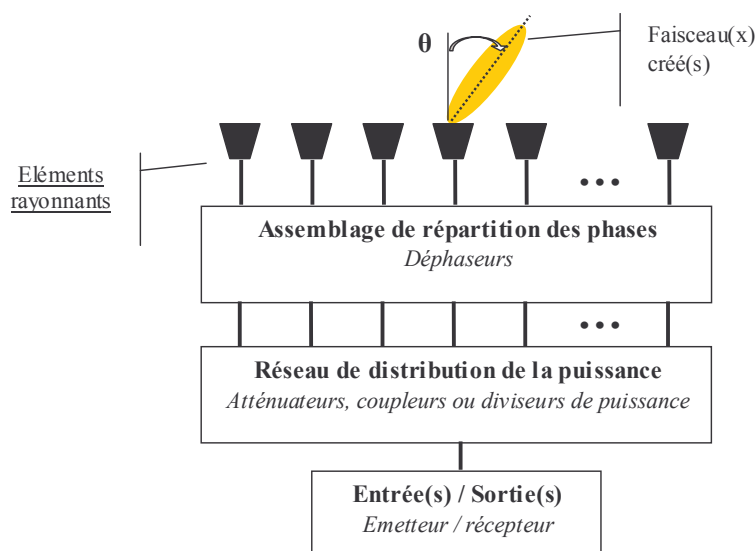 θ
Faisceau(x)
créé(s)
Eléments
rayonnants
Assemblage de répartition des phases
Déphaseurs
Réseau de distribution de la puissance
Atténuateurs, coupleurs ou diviseurs de puissance
Entrée(s) / Sortie(s)
Emetteur / récepteur